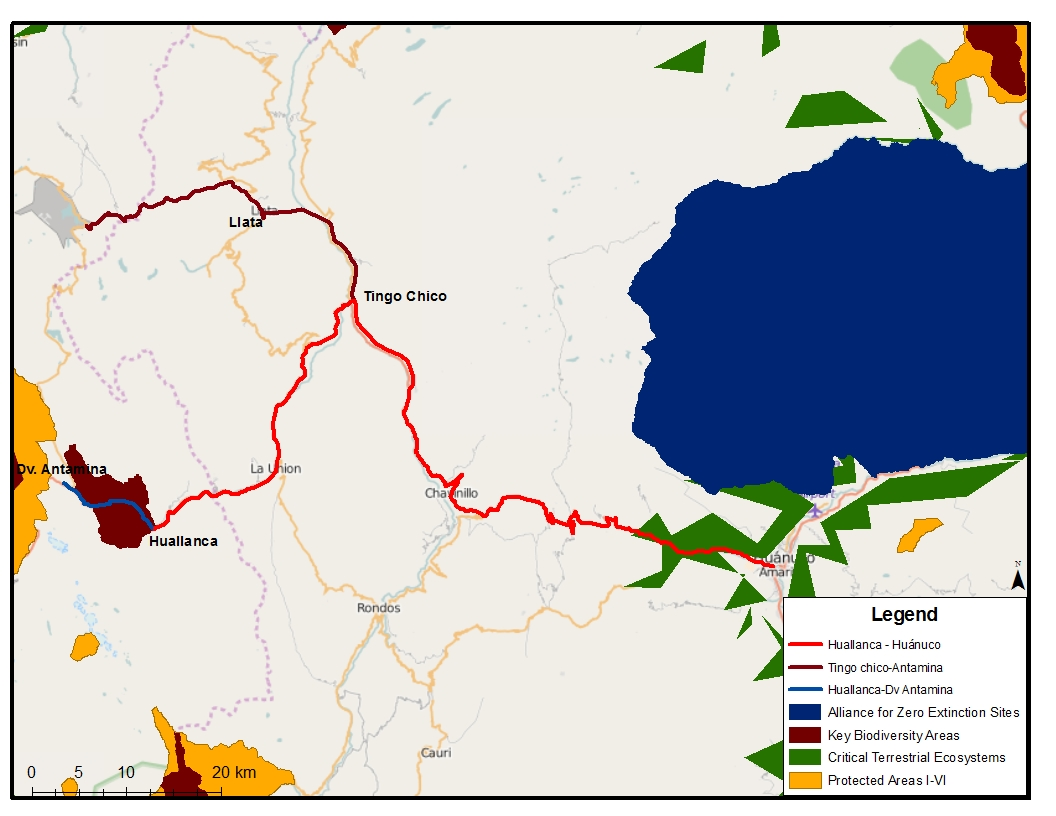 Llata
Tingo Chico
La Union
Dv. Antamina
Chavinillo
Huallanca
Amari
Rondos
Cauri
N
0 5 10 20 km
Legend
Huallanca - Huánuco
Tingo chico-Antamina
Huallanca-Dv Antamina
Alliance for Zero Extinction Sites
Key Biodiversity Areas
Critical Terrestrial Ecosystems
Protected Areas I-VI